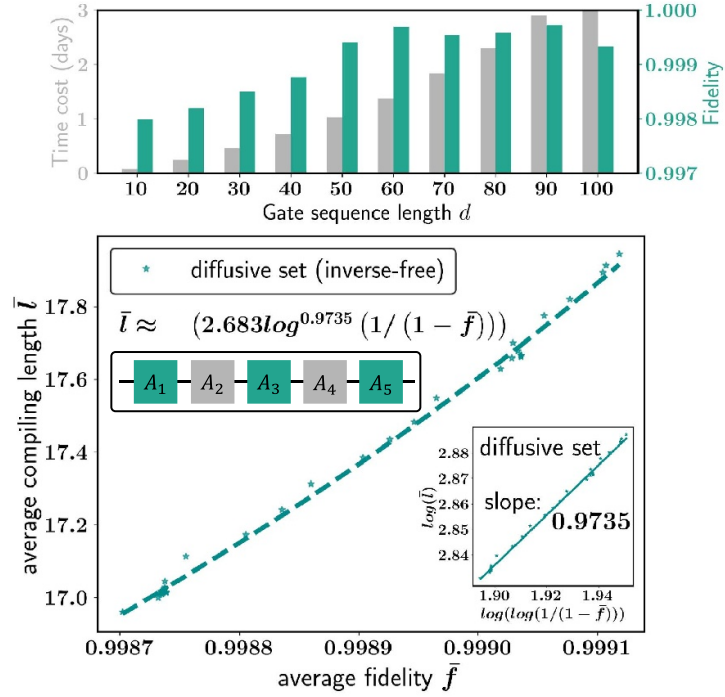 Time cost (days)
3
2
1
0
1.000
0.999
0.998
0.997
Fidelity
10 20 30 40 50 60 70 80 90 100
Gate sequence length d
average compiling length l̄
17.8
17.6
17.4
17.2
17.0
diffusive set (inverse-free)
l̄ ≈ (2.683log^0.9735 (1/ (1 − f̄)))
A₁ A₂ A₃ A₄ A₅
diffusive set
slope:
0.9735
log(l̄)
2.88
2.87
2.86
2.85
2.84
1.90 1.92 1.94
log(log(1/(1 − f̄)))
0.9987 0.9988 0.9989 0.9990 0.9991
average fidelity f̄